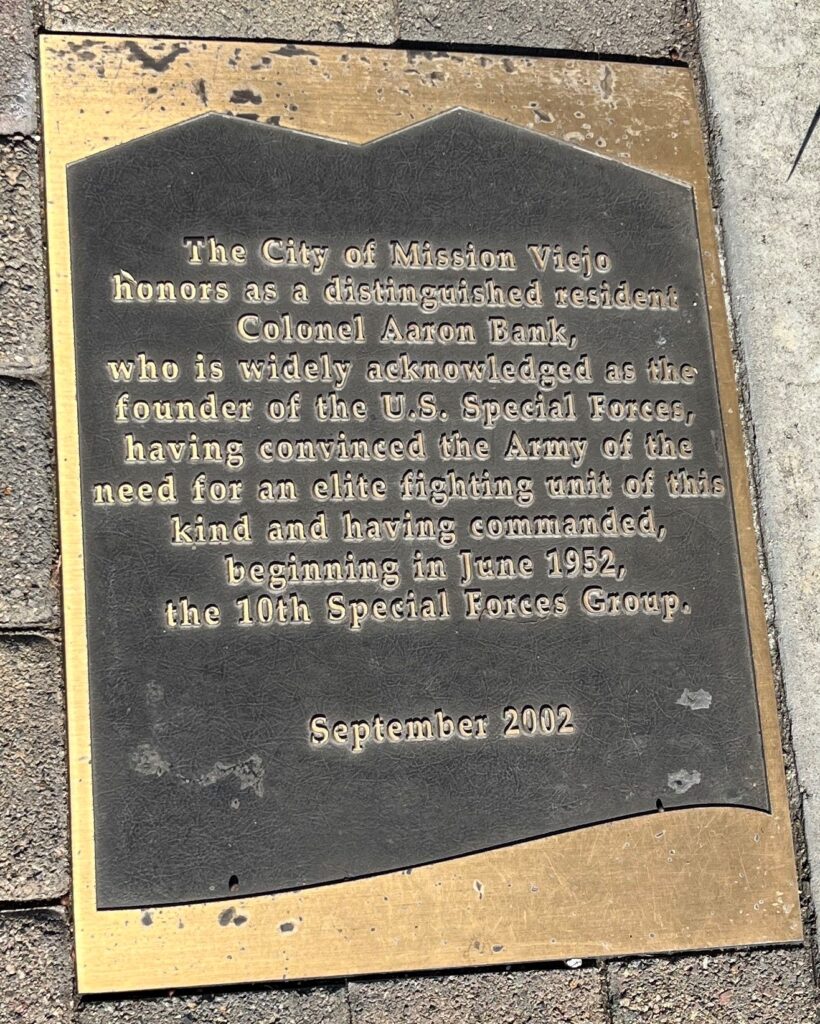 The City of Mission Viejo
honors as a distinguished resident
Colonel Aaron Bank,
who is widely acknowledged as the
founder of the U.S. Special Forces,
having convinced the Army of the
need for an elite fighting unit of this
kind and having commanded,
beginning in June 1952,
the 10th Special Forces Group.
September 2002